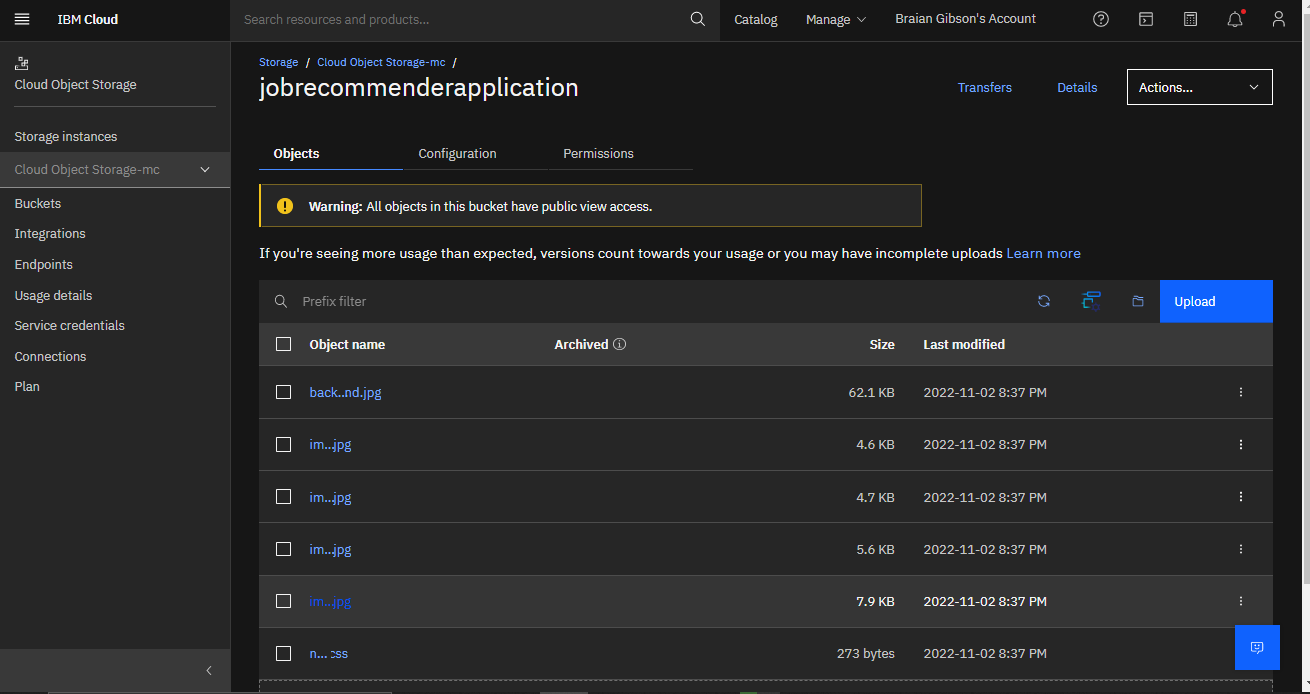 IBM Cloud
Search resources and products...
Catalog
Manage
Braian Gibson's Account
Cloud Object Storage
Storage instances
Cloud Object Storage-mc
Buckets
Integrations
Endpoints
Usage details
Service credentials
Connections
Plan
Storage / Cloud Object Storage-mc /
jobrecommenderapplication
Transfers
Details
Actions...
Objects
Configuration
Permissions
Warning: All objects in this bucket have public view access.
If you're seeing more usage than expected, versions count towards your usage or you may have incomplete uploads Learn more
Prefix filter
Upload
Object name Archived Size Last modified
back..nd.jpg 62.1 KB 2022-11-02 8:37 PM
im...jpg 4.6 KB 2022-11-02 8:37 PM
im...jpg 4.7 KB 2022-11-02 8:37 PM
im...jpg 5.6 KB 2022-11-02 8:37 PM
im...jpg 7.9 KB 2022-11-02 8:37 PM
n... css 273 bytes 2022-11-02 8:37 PM